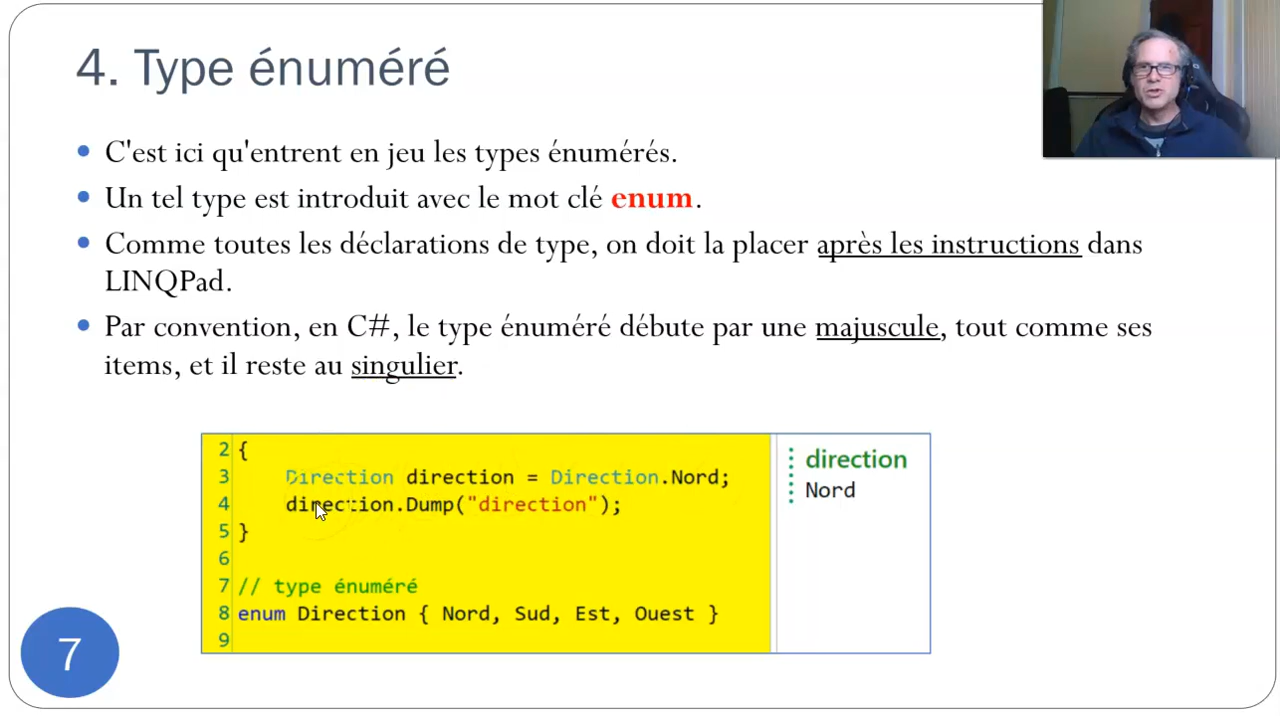 4. Type énuméré
C'est ici qu'entrent en jeu les types énumérés.
Un tel type est introduit avec le mot clé enum.
Comme toutes les déclarations de type, on doit la placer après les instructions dans
LINQPad.
Par convention, en C#, le type énuméré débute par une majuscule, tout comme ses
items, et il reste au singulier.
2 {
3 Direction direction = Direction.Nord;
4 direction.Dump("direction");
5 }
6
7 // type énuméré
8 enum Direction { Nord, Sud, Est, Ouest }
9
direction
Nord
7